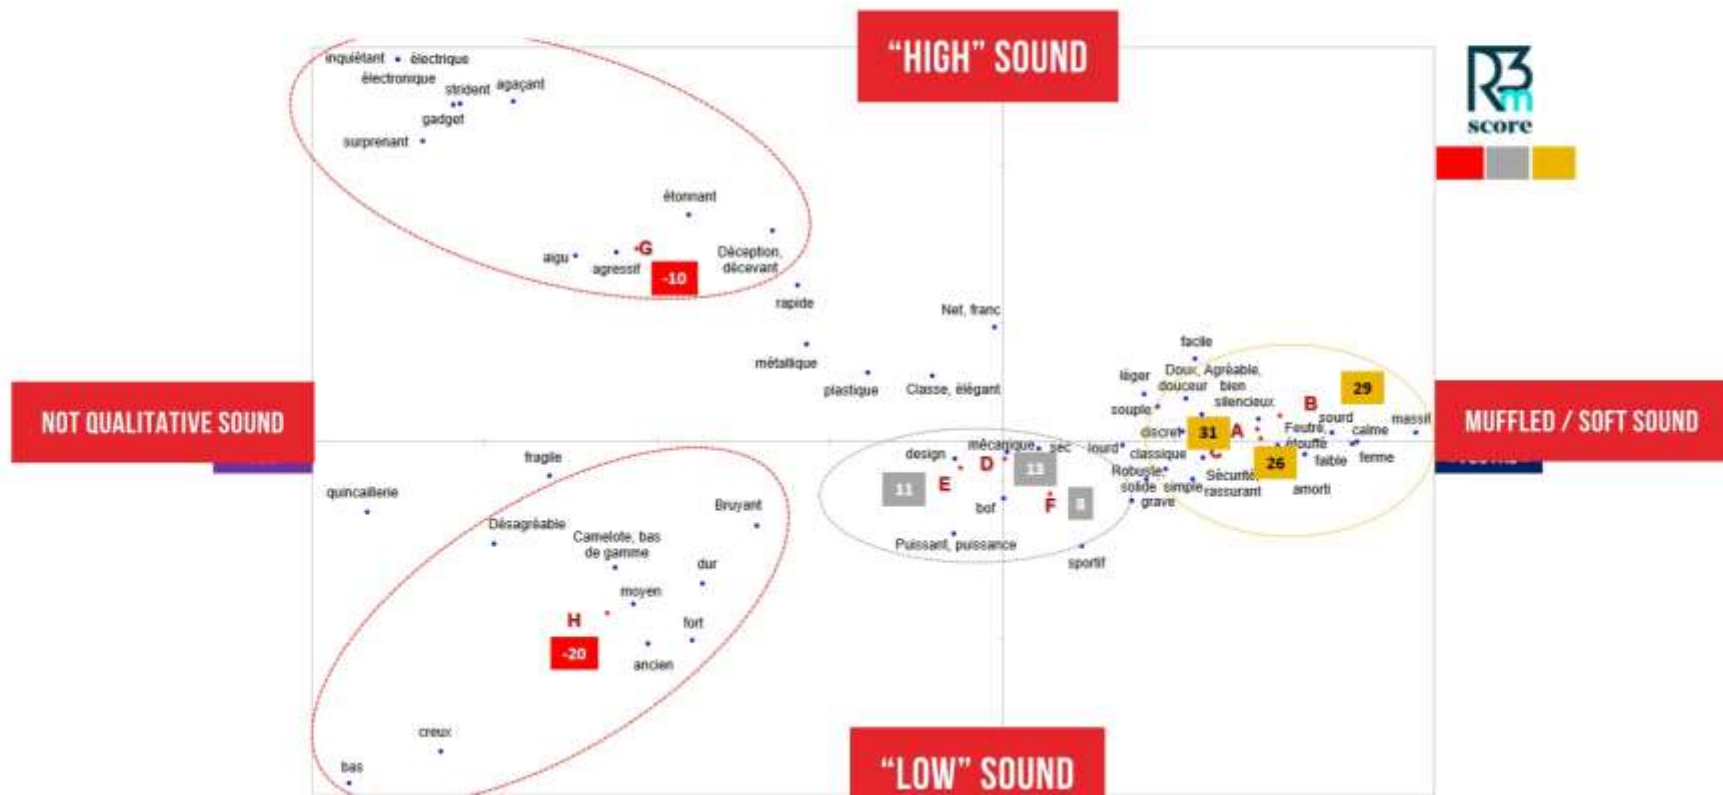 “HIGH” SOUND
R3m
score
inquiétant
électrique
électronique
strident
agaçant
gadget
surprenant
étonnant
aigu
agressif
G
-10
Déception,
décevant
rapide
métallique
plastique
Net, franc
Classe, élégant
facile
léger
Doux,
douceur
Agréable,
bien
silencieux
souple
discret
31
A
B
29
sourd
massif
Feutré,
étouffé
calme
ferme
faible
NOT QUALITATIVE SOUND
MUFFLED / SOFT SOUND
design
mécanique
sec
lourd
classique
C
26
D
13
E
11
F
8
bof
Robuste,
solide
simple
Sécurité,
rassurant
amorti
grave
Puissant, puissance
sportif
fragile
quincaillerie
Désagréable
Camelote, bas
de gamme
Bruyant
dur
moyen
H
-20
fort
ancien
creux
bas
“LOW” SOUND